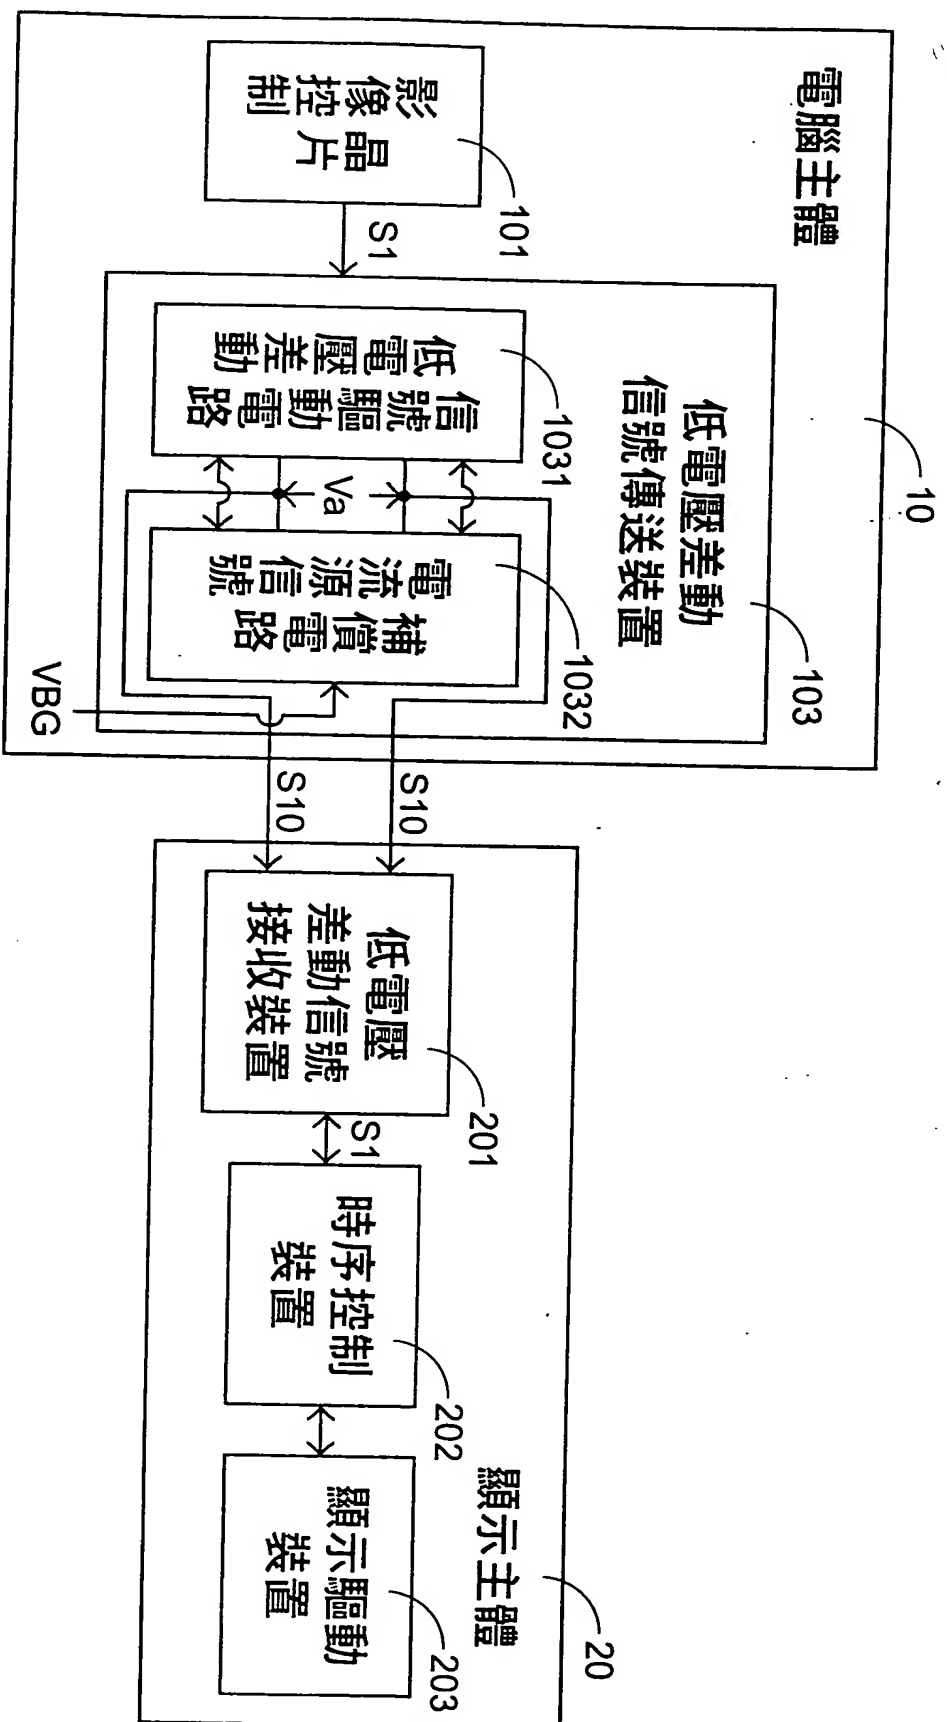 電腦主體
10
影像控制
晶片
101
S1
低電壓差動
信號傳送裝置
103
低電壓差動
信號驅動電路
1031
Va
電流源信號
補償電路
1032
VBG
S10
S10
顯示主體
20
低電壓
差動信號
接收裝置
201
S1
時序控制
裝置
202
顯示驅動
裝置
203